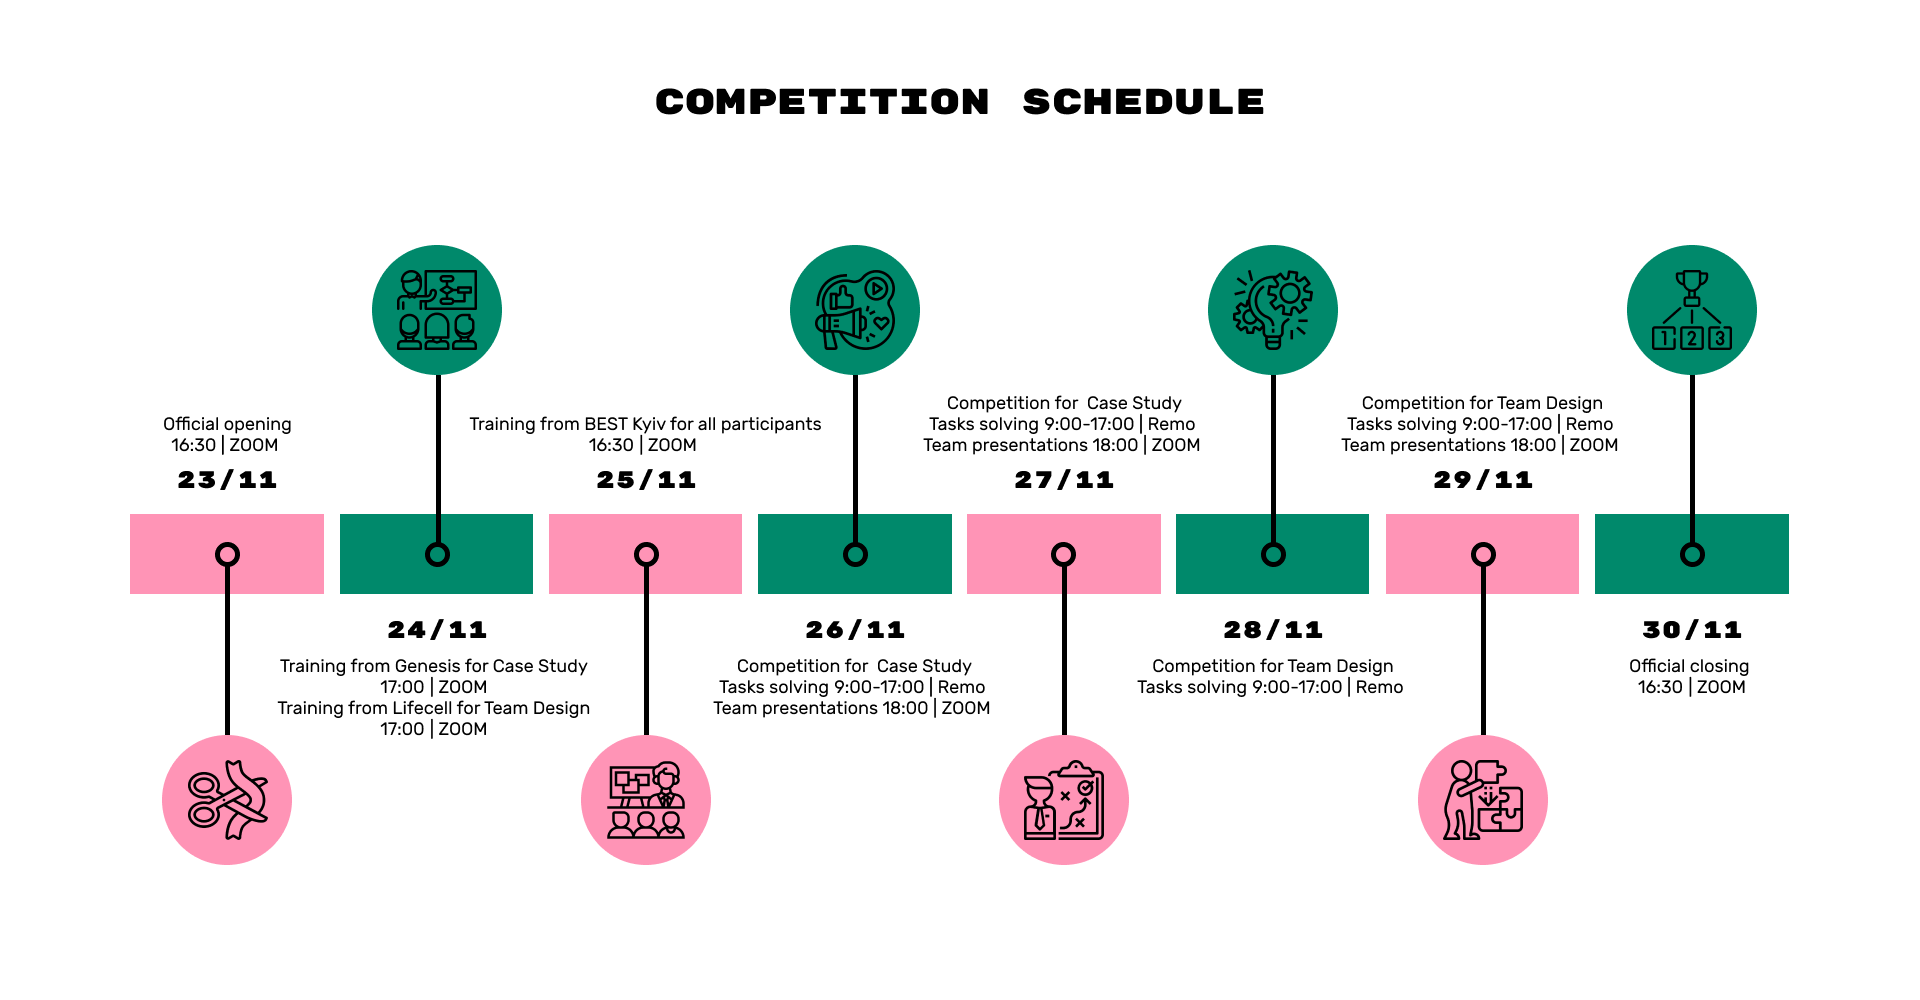 COMPETITION SCHEDULE
Official opening
16:30 | ZOOM
23/11
24/11
Training from Genesis for Case Study
17:00 | ZOOM
Training from Lifecell for Team Design
17:00 | ZOOM
Training from BEST Kyiv for all participants
16:30 | ZOOM
25/11
26/11
Competition for Case Study
Tasks solving 9:00-17:00 | Remo
Team presentations 18:00 | ZOOM
Competition for Case Study
Tasks solving 9:00-17:00 | Remo
Team presentations 18:00 | ZOOM
27/11
28/11
Competition for Team Design
Tasks solving 9:00-17:00 | Remo
Competition for Team Design
Tasks solving 9:00-17:00 | Remo
Team presentations 18:00 | ZOOM
29/11
1 2 3
30/11
Official closing
16:30 | ZOOM